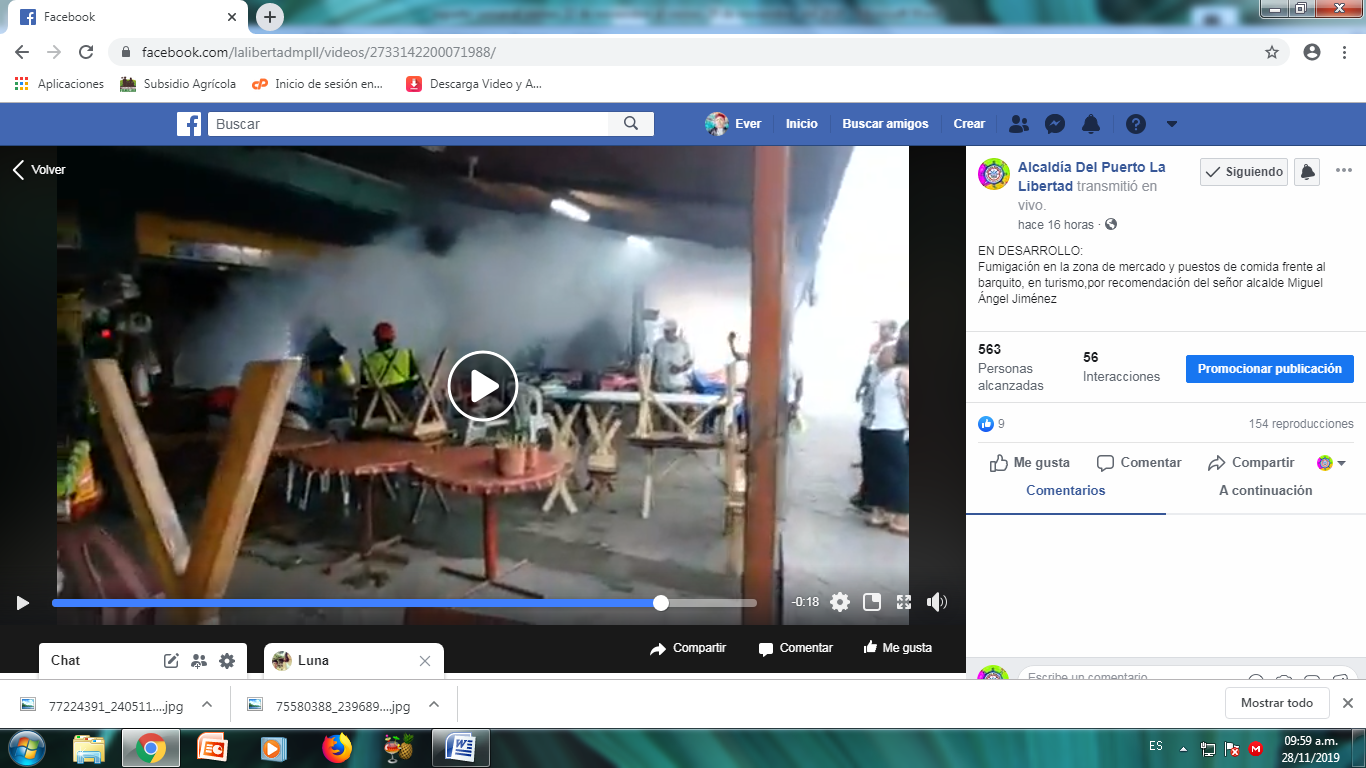 Facebook
facebook.com/lalibertadmpll/videos/2733142200071988/
Aplicaciones
Subsidio Agrícola
Inicio de sesión en...
Descarga Video y A...
Buscar
Ever
Inicio
Buscar amigos
Crear
Volver
Alcaldía Del Puerto La
Libertad transmitió en
vivo.
hace 16 horas ·
Siguiendo
EN DESARROLLO:
Fumigación en la zona de mercado y puestos de comida frente al
barquito, en turismo,por recomendación del señor alcalde Miguel
Ángel Jiménez
563
Personas
alcanzadas
56
Interacciones
Promocionar publicación
9
154 reproducciones
Me gusta
Comentar
Compartir
Comentarios
A continuación
-0:18
Compartir
Comentar
Me gusta
Chat
Luna
Escribe un comentario
77224391_240511....jpg
75580388_239689....jpg
Mostrar todo
ES
09:59 a.m.
28/11/2019